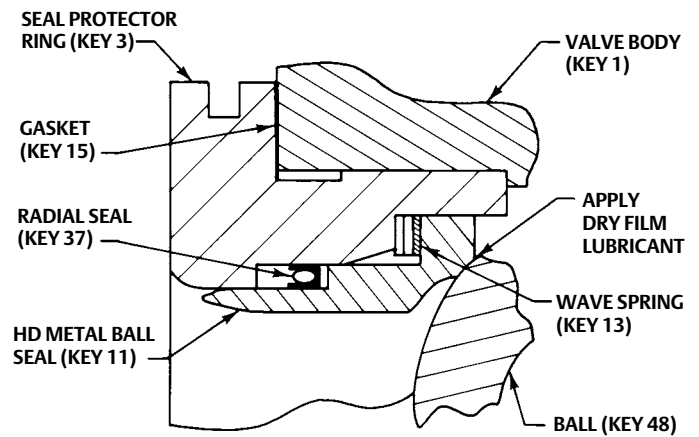 SEAL PROTECTOR
RING (KEY 3)
VALVE BODY
(KEY 1)
GASKET
(KEY 15)
APPLY
DRY FILM
LUBRICANT
RADIAL SEAL
(KEY 37)
WAVE SPRING
(KEY 13)
HD METAL BALL
SEAL (KEY 11)
BALL (KEY 48)